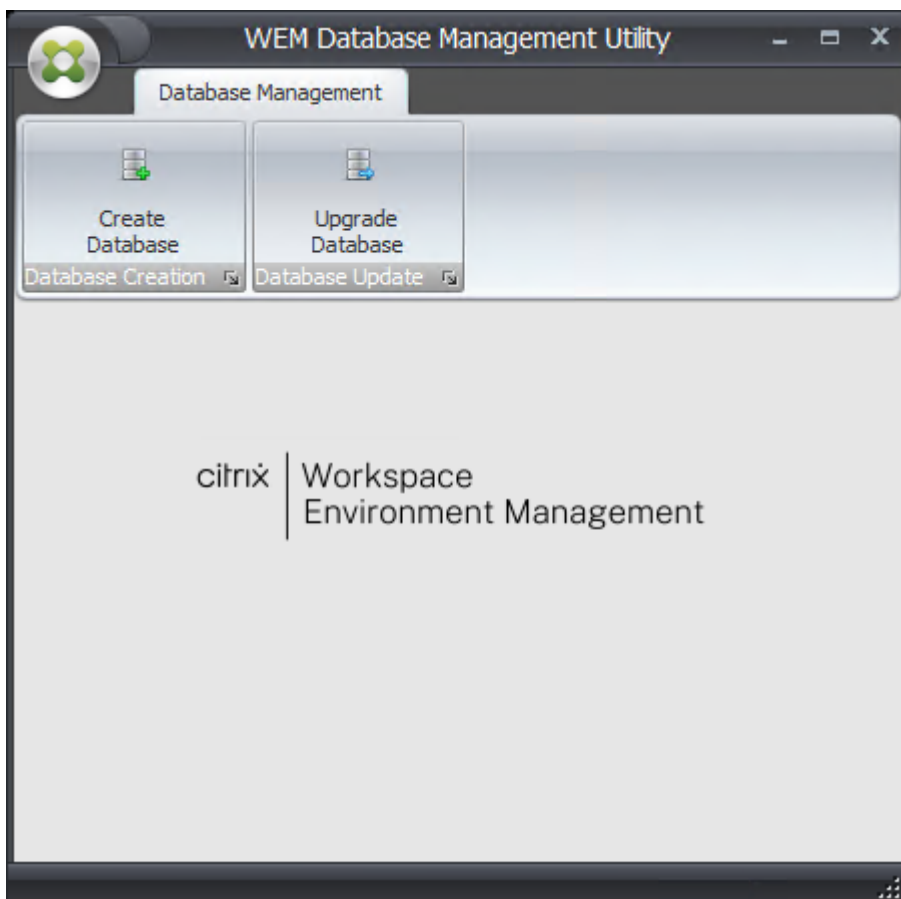 WEM Database Management Utility
Database Management
Create
Database
Upgrade
Database
Database Creation
Database Update
citrix
Workspace
Environment Management